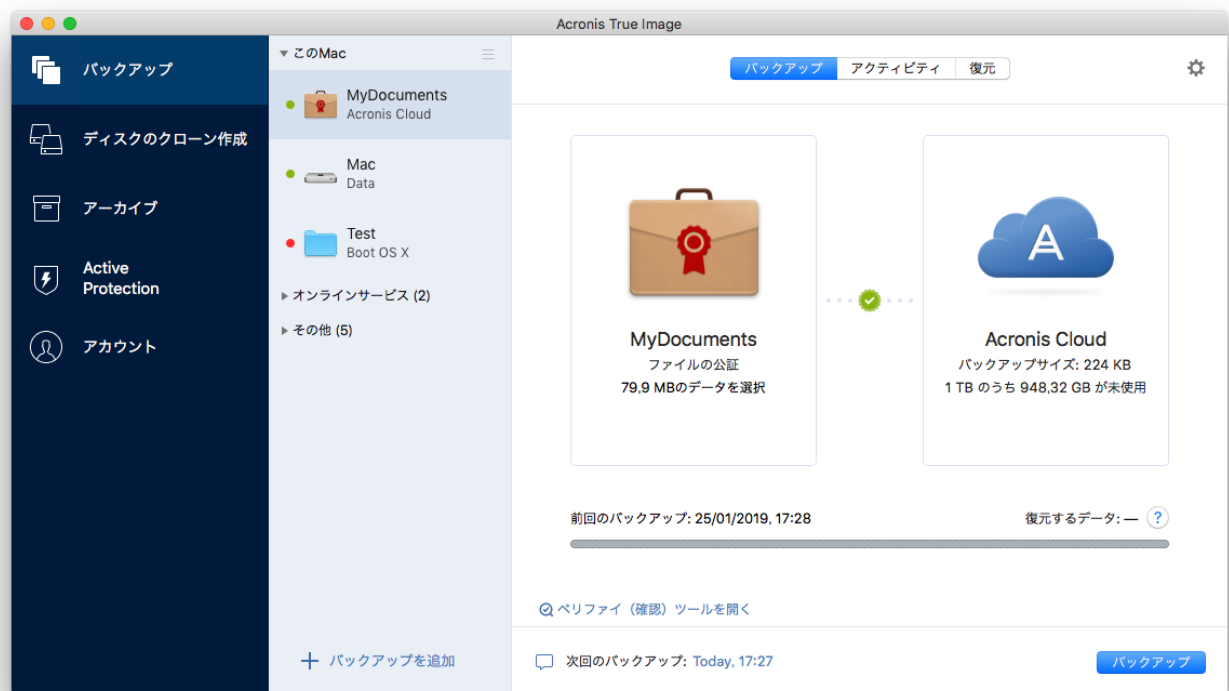 Acronis True Image
バックアップ
ディスクのクローン作成
アーカイブ
Active
Protection
アカウント
このMac
MyDocuments
Acronis Cloud
Mac
Data
Test
Boot OS X
オンラインサービス (2)
その他 (5)
バックアップを追加
バックアップ アクティビティ 復元
MyDocuments
ファイルの公証
79,9 MBのデータを選択
Acronis Cloud
バックアップサイズ: 224 KB
1 TB のうち 948,32 GB が未使用
前回のバックアップ: 25/01/2019, 17:28
復元するデータ: — ?
ベリファイ（確認）ツールを開く
次回のバックアップ: Today, 17:27
バックアップ